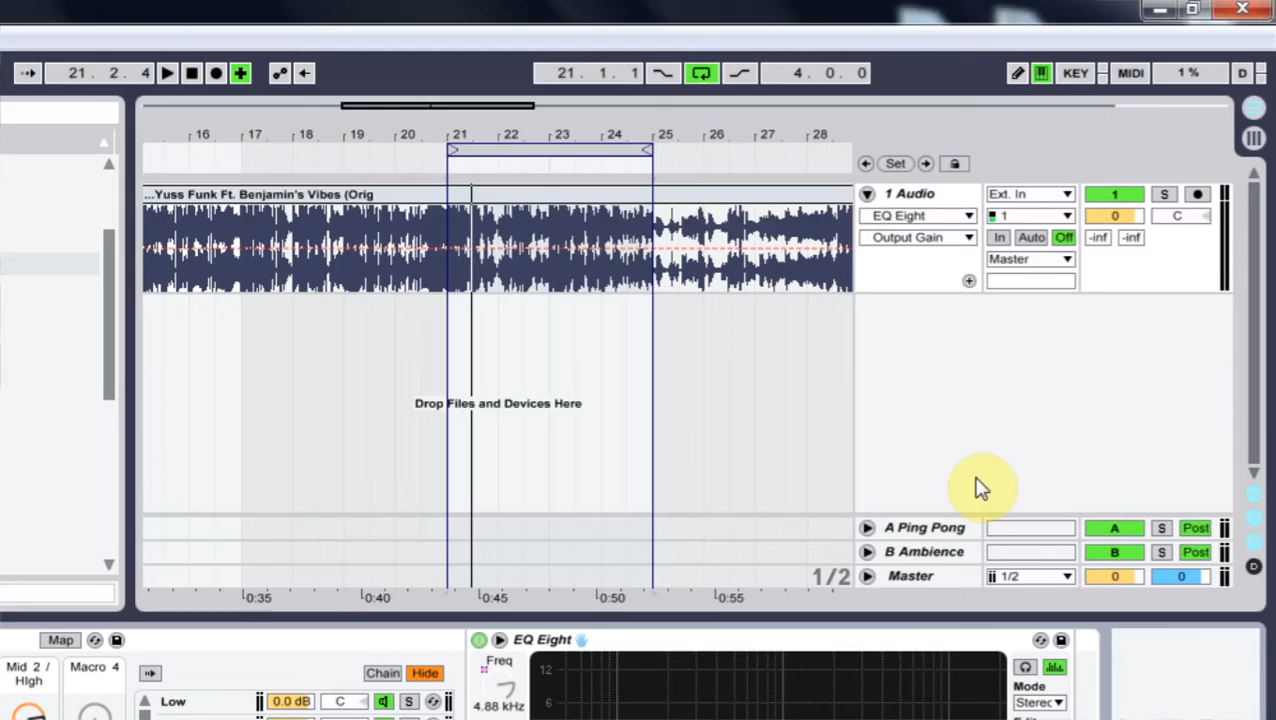 21 . 2 . 4
21 . 1 . 1
4 . 0 . 0
KEY
MIDI
1 %
D
16 17 18 19 20 21 22 23 24 25 26 27 28
Set
...Yuss Funk Ft. Benjamin's Vibes (Orig
1 Audio
Ext. In
1
S
EQ Eight
1
0
C
Output Gain
In Auto Off
-inf -inf
Master
Drop Files and Devices Here
A Ping Pong
A
S
Post
B Ambience
B
S
Post
1/2
Master
1/2
0
0
D
0:35 0:40 0:45 0:50 0:55
Map
EQ Eight
Mid 2 /
High
Macro 4
Chain
Hide
Freq
12
Mode
Low
0.0 dB
C
S
4.88 kHz
6